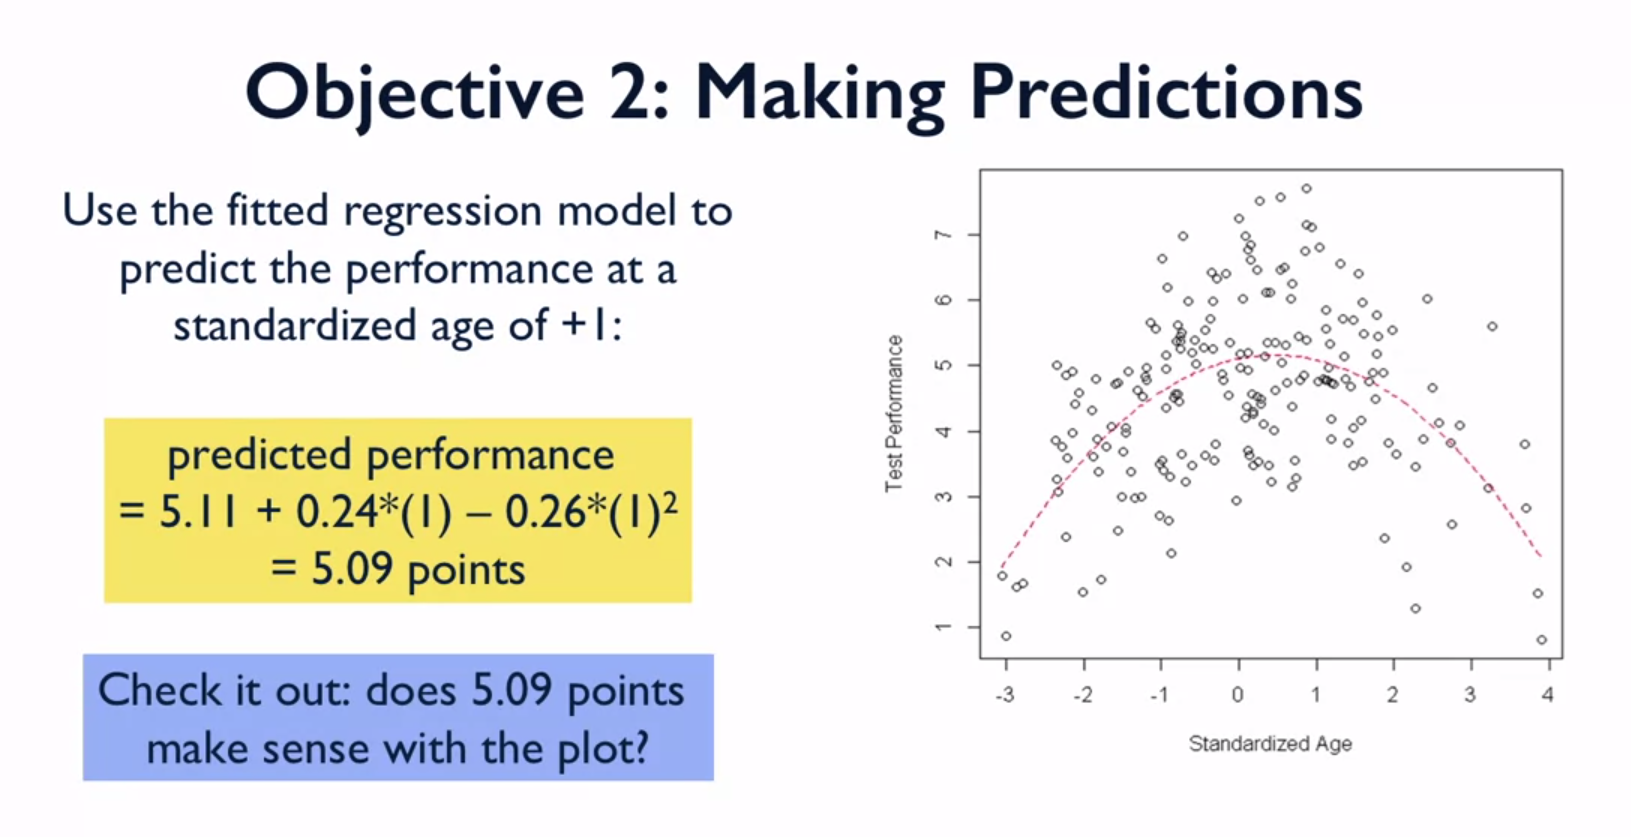 Objective 2: Making Predictions
Use the fitted regression model to
predict the performance at a
standardized age of +1:
predicted performance
= 5.11 + 0.24*(1) – 0.26*(1)²
= 5.09 points
Check it out: does 5.09 points
make sense with the plot?
Test Performance
7
6
5
4
3
2
1
-3 -2 -1 0 1 2 3 4
Standardized Age